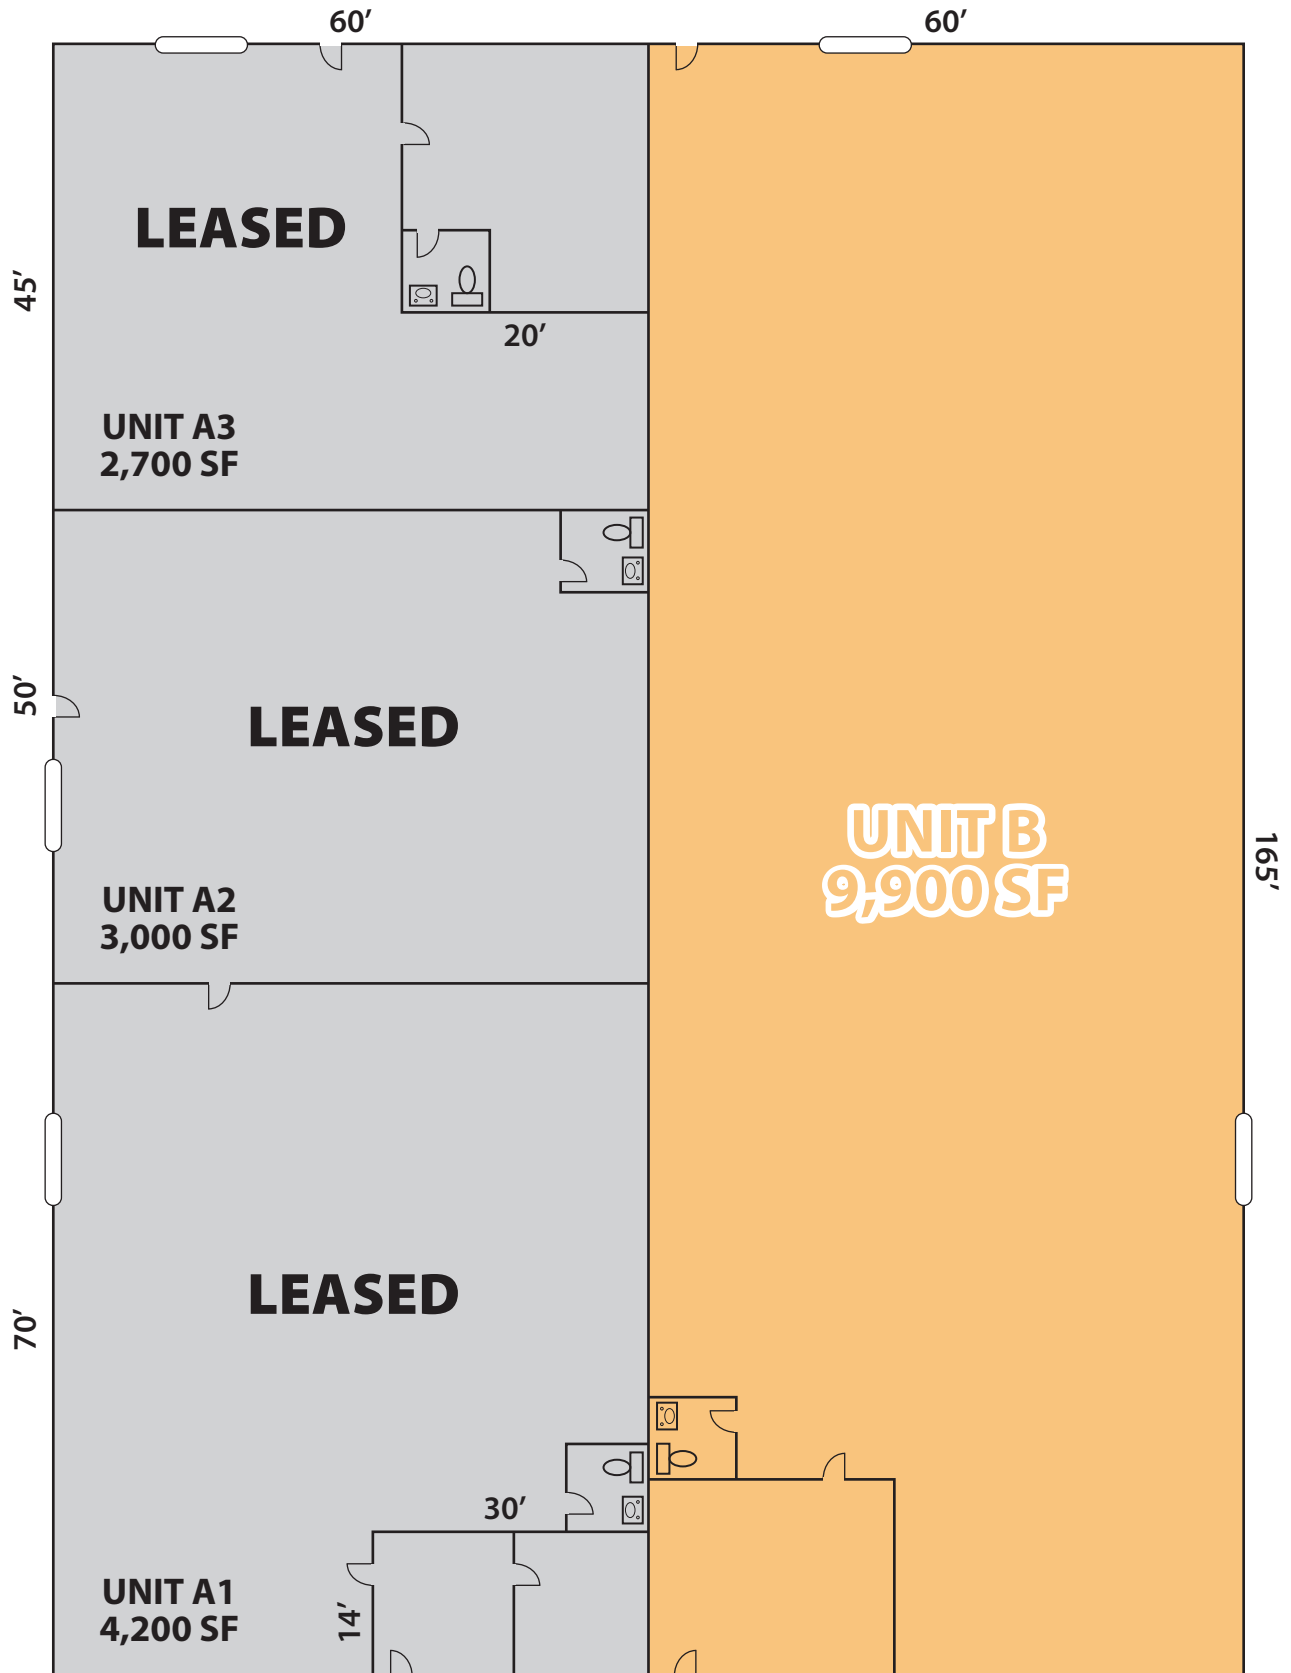 60’
60’
LEASED
45’
20’
UNIT A3
2,700 SF
50’
LEASED
UNIT B
9,900 SF
165’
UNIT A2
3,000 SF
LEASED
70’
30’
UNIT A1
4,200 SF
14’